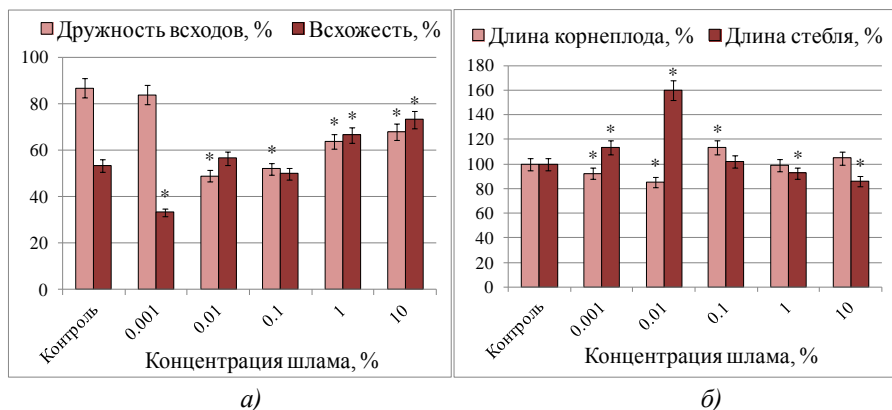 Дружность всходов, % Всхожесть, %
100
80
60
40
20
0
* * * * * * *
Контроль 0.001 0.01 0.1 1 10
Концентрация шлама, %
а)
Длина корнеплода, % Длина стебля, %
180
160
140
120
100
80
60
40
20
0
* * * * * * *
Контроль 0.001 0.01 0.1 1 10
Концентрация шлама, %
б)